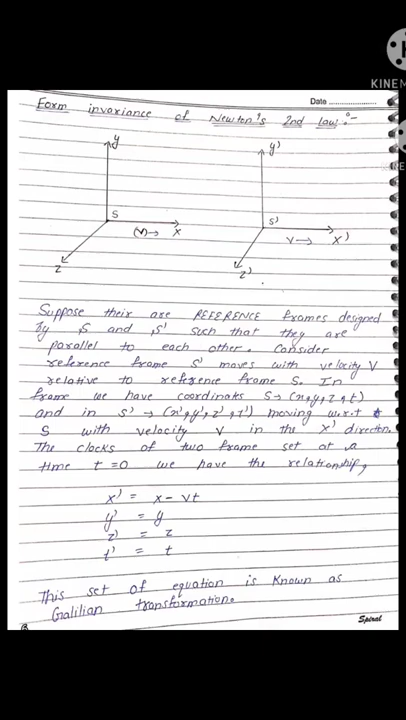 KINEM
Date
Form invariance of Newton's 2nd law:-
y
y'
S
S'
(V)→ X
V→ X'
Z
Z'
Suppose their are REFERENCE frames designed
by ,S and ,S' such that they are
parallel to each other. Consider
reference frame S' moves with velocity V
relative to reference frame S. In
frame we have coordinats S→(x,y,z,t)
and in S'→(x',y',z',t') moving w.r.t
S with velocity V in the X' direction.
The clocks of two frame set at a
time t=0 we have the relationship,
x' = x-vt
y' = y
z' = z
t' = t
This set of equation is known as
Galilian transformation.
Spiral